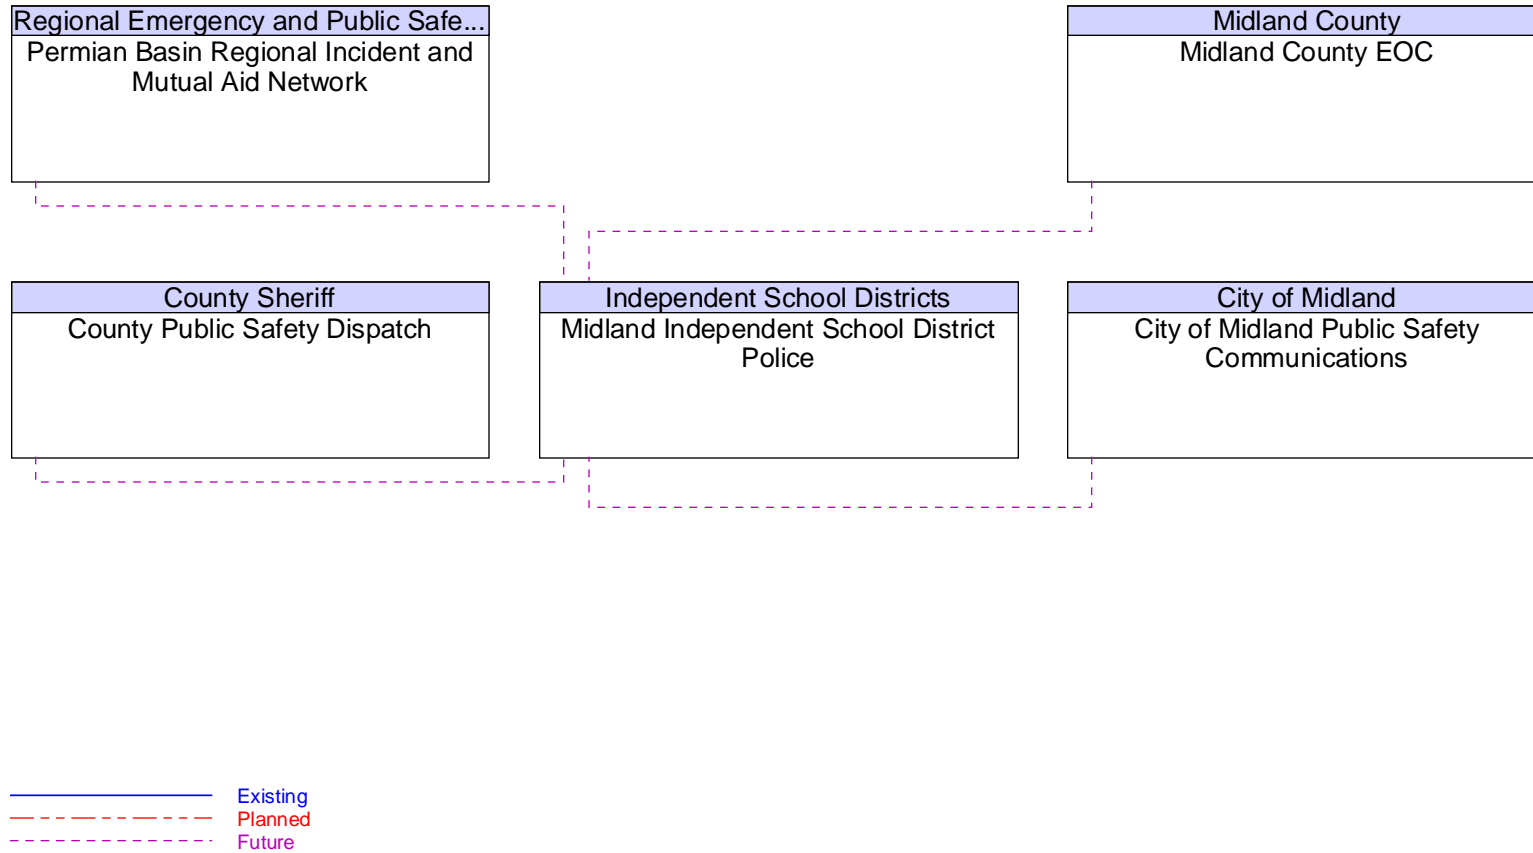 Regional Emergency and Public Safe...
Permian Basin Regional Incident and
Mutual Aid Network
Midland County
Midland County EOC
County Sheriff
County Public Safety Dispatch
Independent School Districts
Midland Independent School District
Police
City of Midland
City of Midland Public Safety
Communications
Existing
Planned
Future